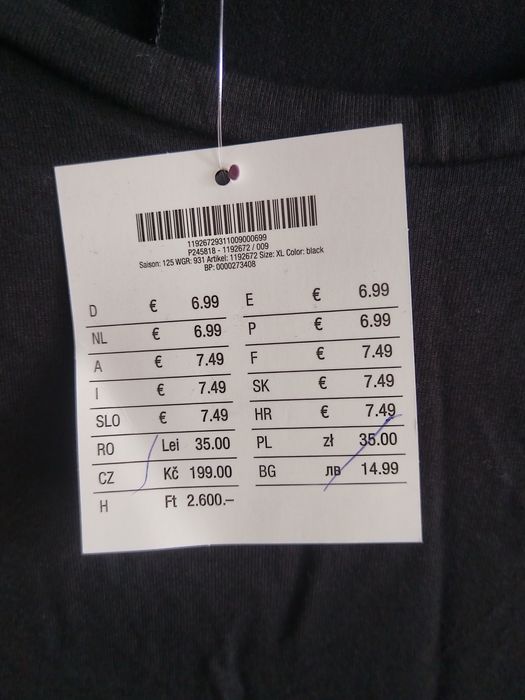 11926729311009000699
P245818 - 1192672 / 009
Saison: 125 WGR: 931 Artikel: 1192672 Size: XL Color: black
BP: 0000273408
D € 6.99 E € 6.99
NL € 6.99 P € 6.99
A € 7.49 F € 7.49
I € 7.49 SK € 7.49
SLO € 7.49 HR € 7.49
RO Lei 35.00 PL zł 35.00
CZ Kč 199.00 BG лв 14.99
H Ft 2.600.–